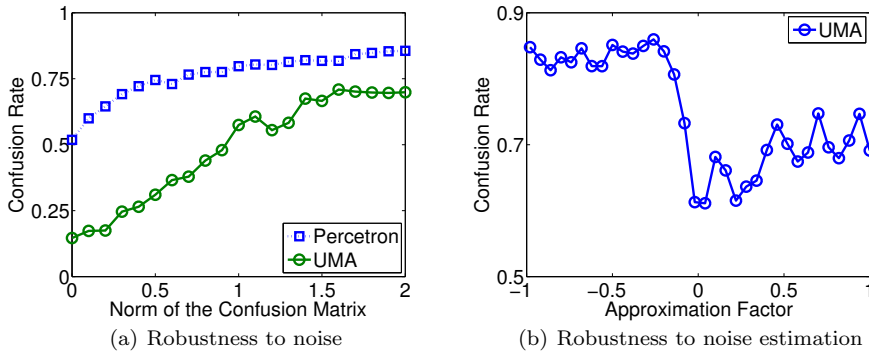 1
0.75
0.5
0.25
0
Confusion Rate
Percetron
UMA
0 0.5 1 1.5 2
Norm of the Confusion Matrix
(a) Robustness to noise
0.9
0.7
0.5
Confusion Rate
UMA
−1 −0.5 0 0.5 1
Approximation Factor
(b) Robustness to noise estimation